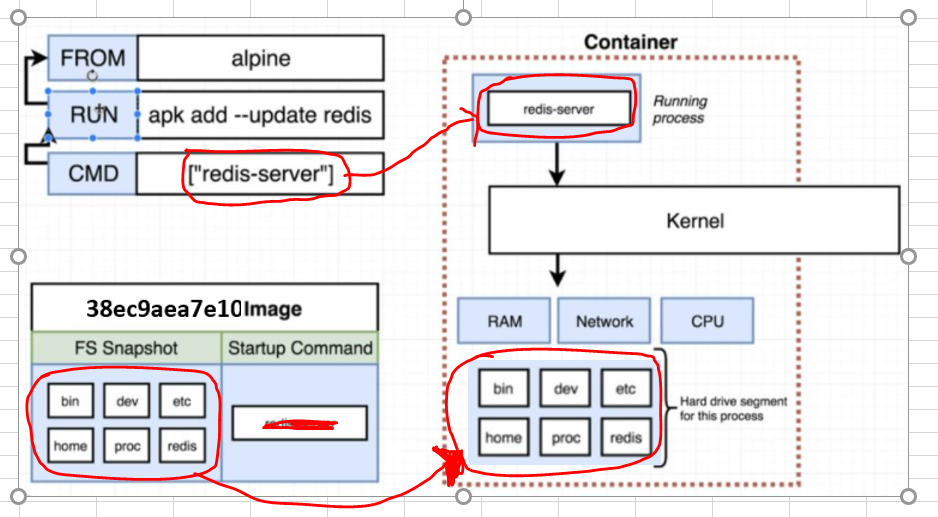 FROM
alpine
RUN
apk add --update redis
CMD
["redis-server"]
38ec9aea7e10 Image
FS Snapshot
Startup Command
bin
dev
etc
home
proc
redis
Container
redis-server
Running
process
Kernel
RAM
Network
CPU
bin
dev
etc
home
proc
redis
Hard drive segment
for this process